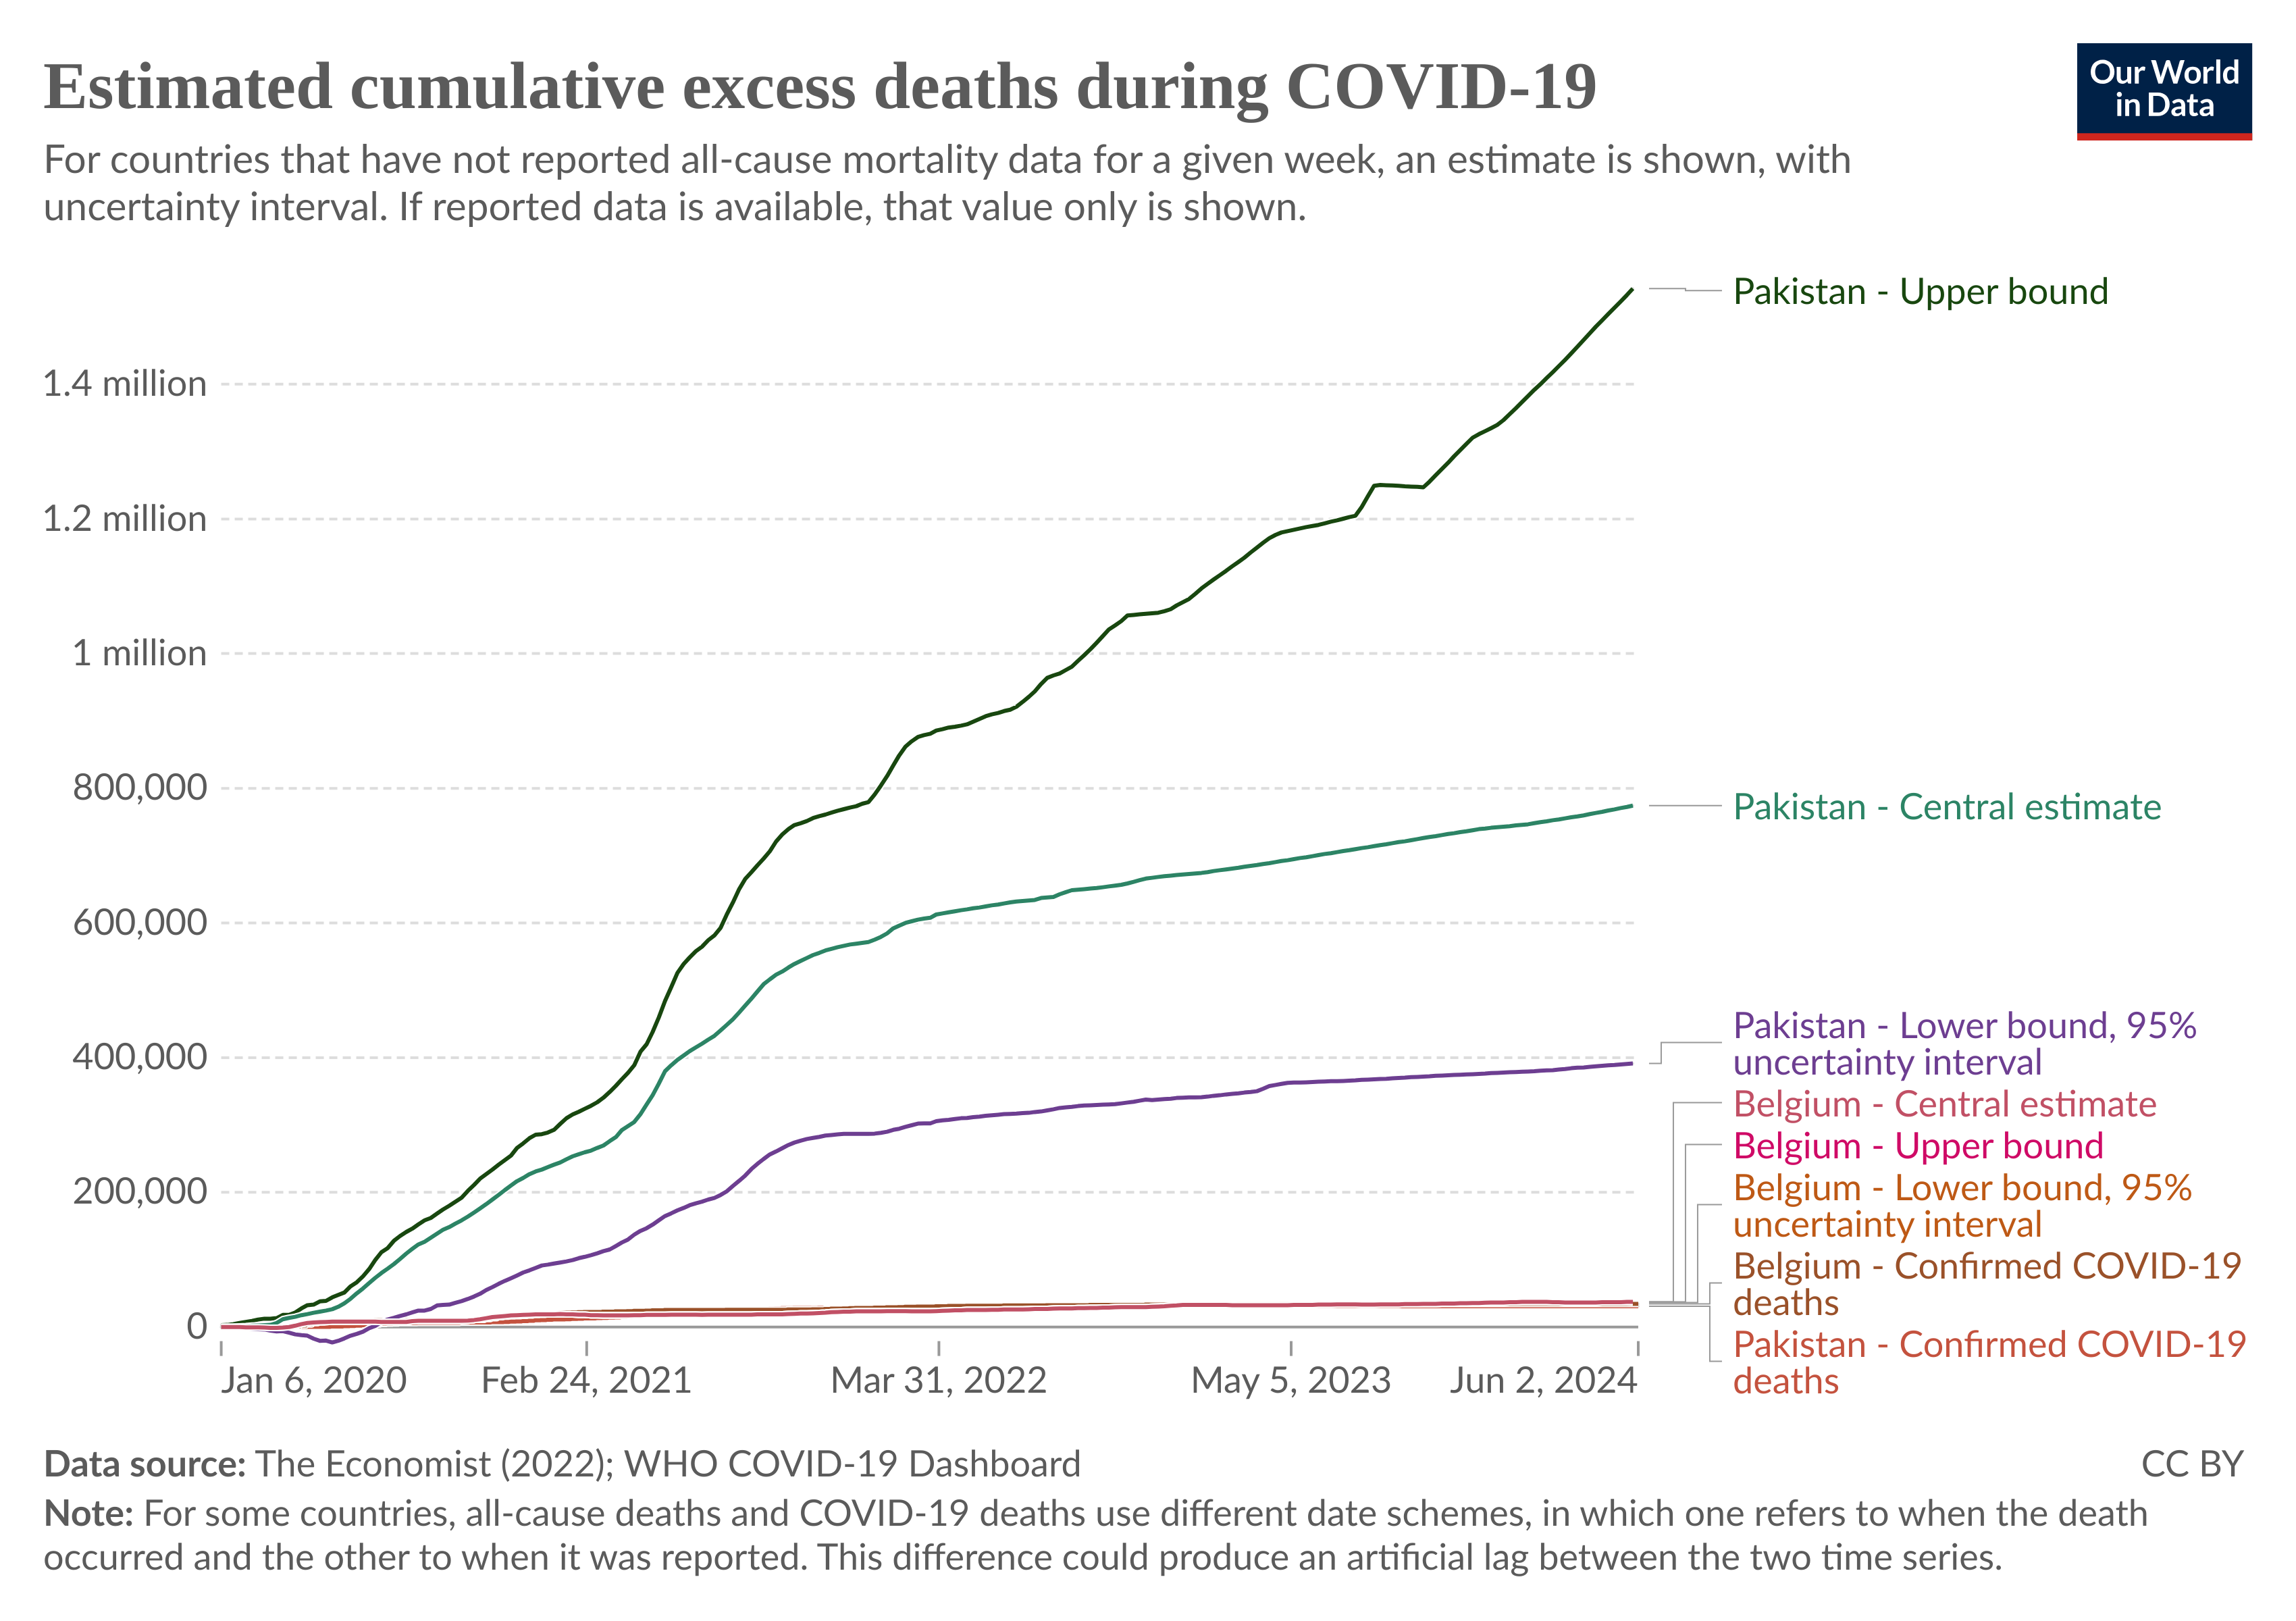 Estimated cumulative excess deaths during COVID-19
Our World
in Data
For countries that have not reported all-cause mortality data for a given week, an estimate is shown, with
uncertainty interval. If reported data is available, that value only is shown.
Pakistan - Upper bound
1.4 million
1.2 million
1 million
800,000
Pakistan - Central estimate
600,000
Pakistan - Lower bound, 95%
uncertainty interval
400,000
Belgium - Central estimate
Belgium - Upper bound
Belgium - Lower bound, 95%
uncertainty interval
200,000
Belgium - Confirmed COVID-19
deaths
0
Pakistan - Confirmed COVID-19
deaths
Jan 6, 2020
Feb 24, 2021
Mar 31, 2022
May 5, 2023
Jun 2, 2024
Data source: The Economist (2022); WHO COVID-19 Dashboard
CC BY
Note: For some countries, all-cause deaths and COVID-19 deaths use different date schemes, in which one refers to when the death
occurred and the other to when it was reported. This difference could produce an artificial lag between the two time series.